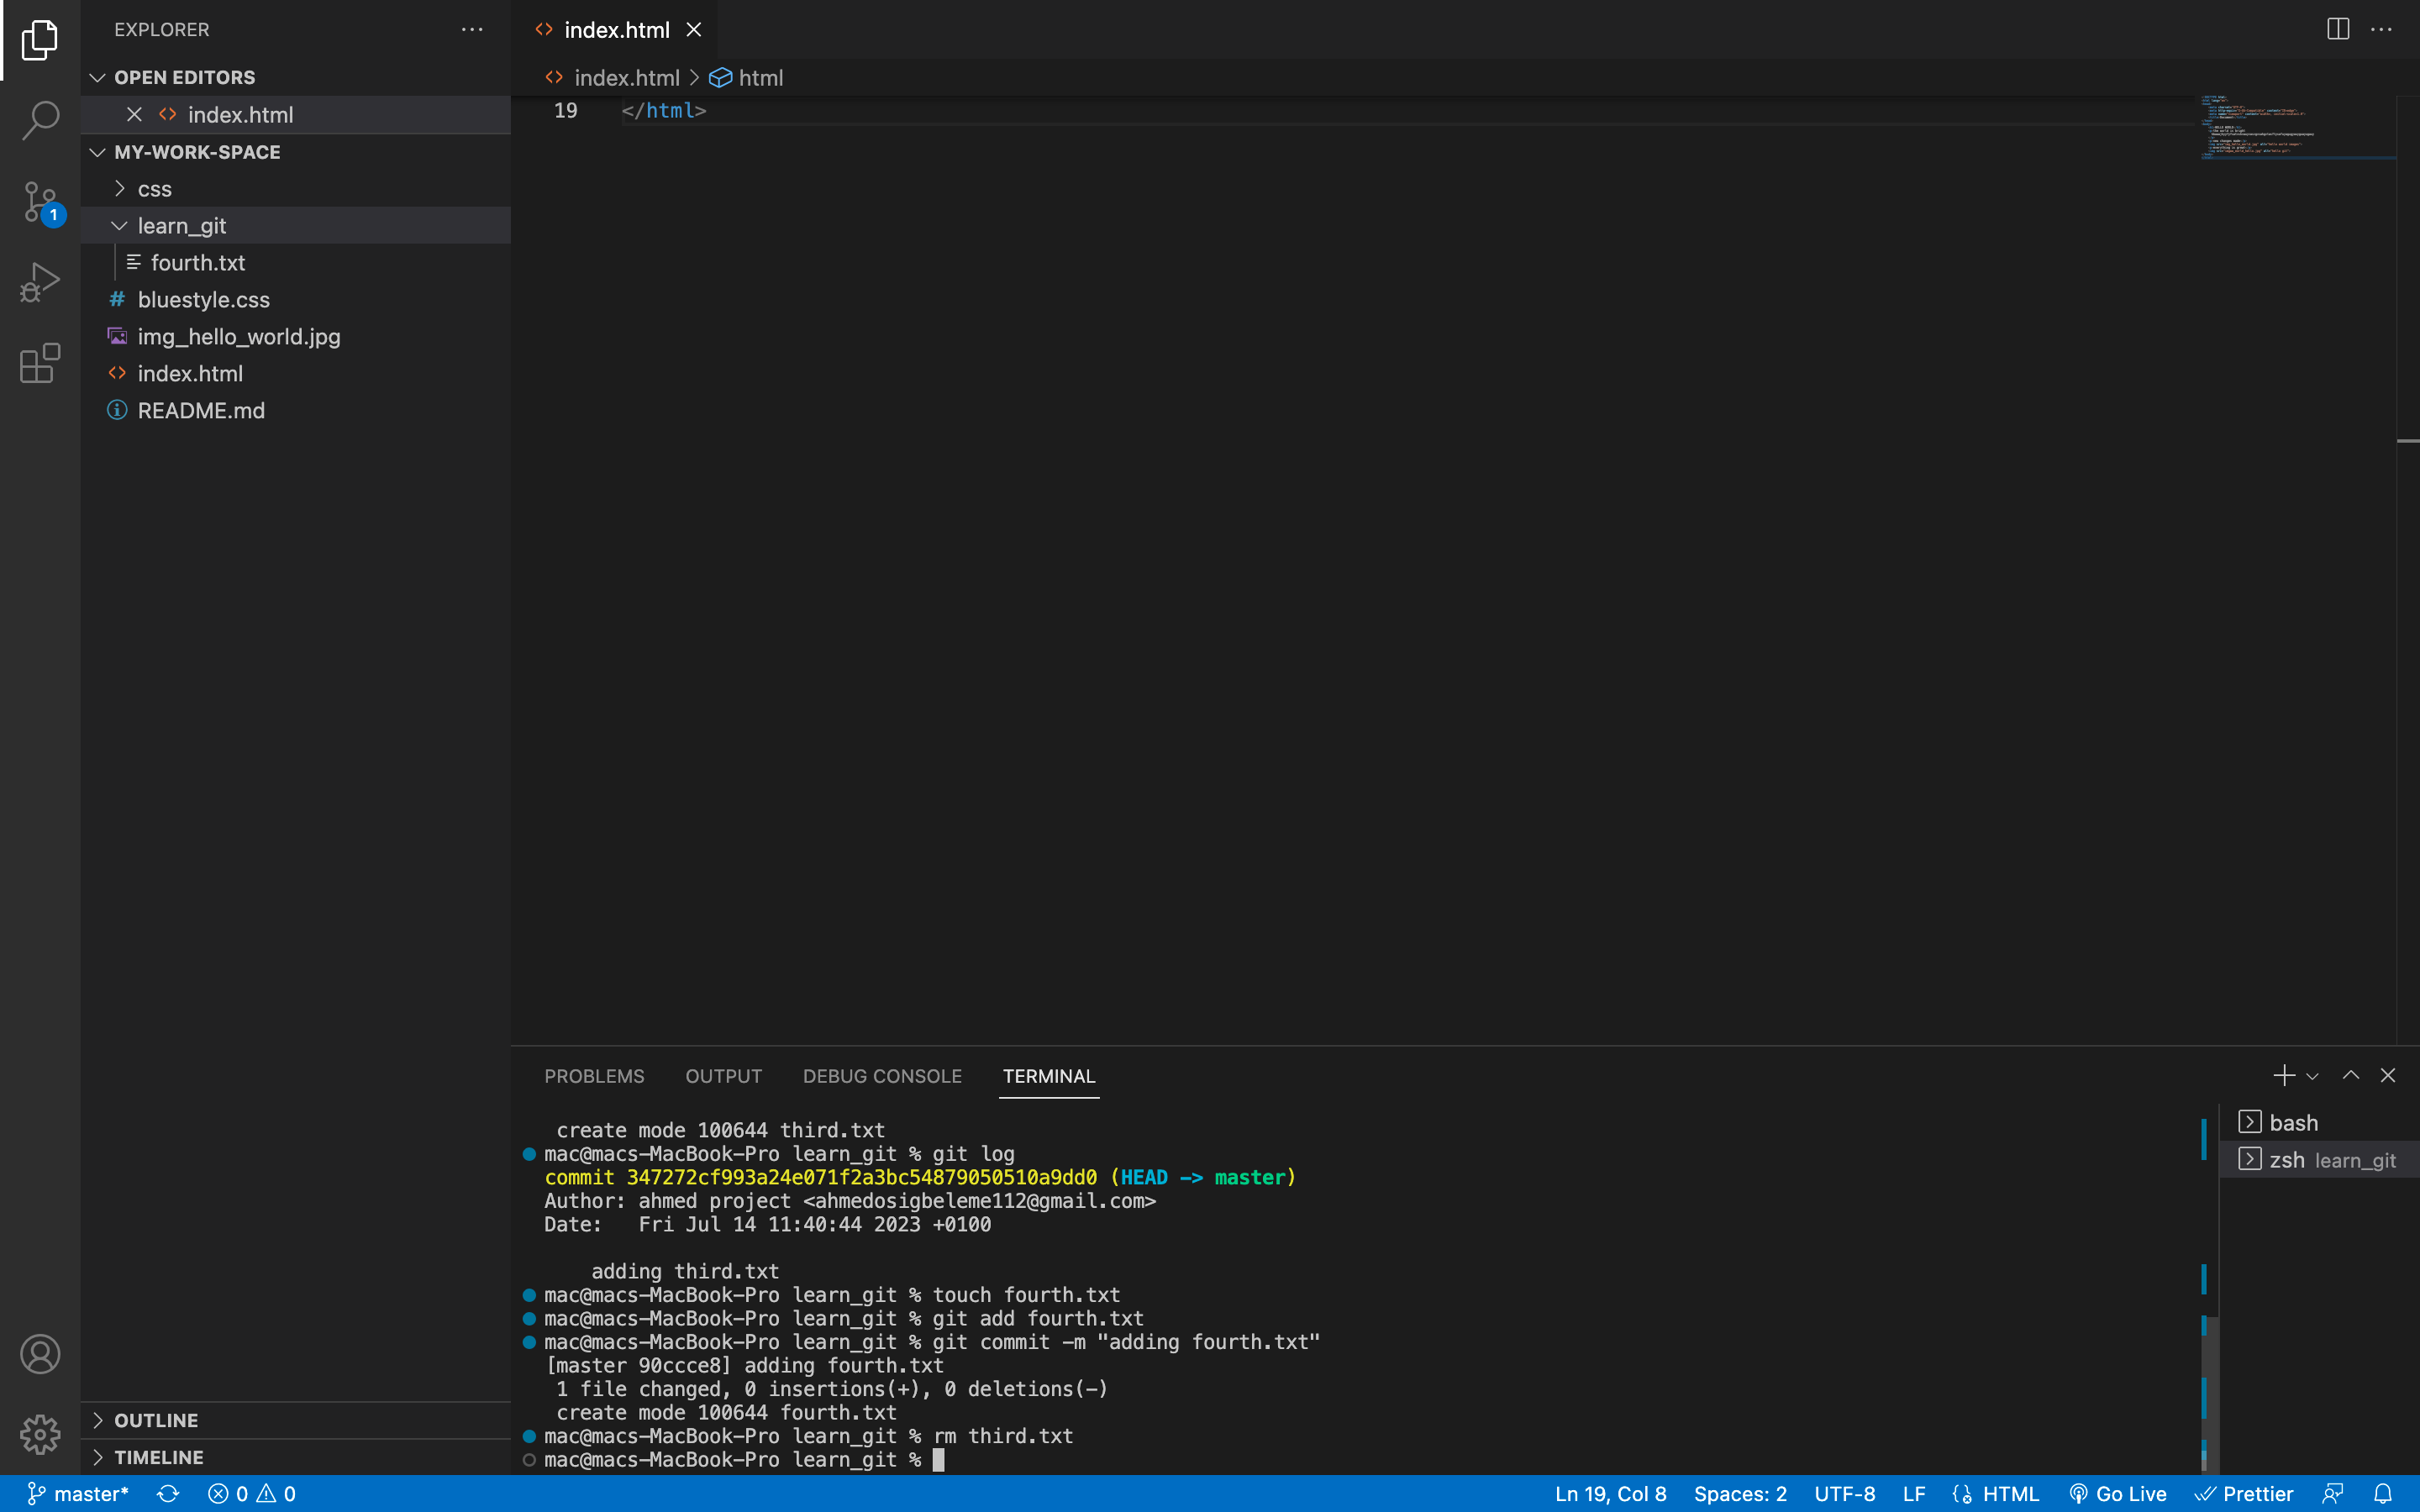 EXPLORER
OPEN EDITORS
index.html
MY-WORK-SPACE
css
learn_git
fourth.txt
bluestyle.css
img_hello_world.jpg
index.html
README.md
OUTLINE
TIMELINE
index.html
index.html > html
19 </html>
PROBLEMS OUTPUT DEBUG CONSOLE TERMINAL
create mode 100644 third.txt
mac@macs-MacBook-Pro learn_git % git log
commit 347272cf993a24e071f2a3bc54879050510a9dd0 (HEAD -> master)
Author: ahmed project <ahmedosigbeleme112@gmail.com>
Date:   Fri Jul 14 11:40:44 2023 +0100
adding third.txt
mac@macs-MacBook-Pro learn_git % touch fourth.txt
mac@macs-MacBook-Pro learn_git % git add fourth.txt
mac@macs-MacBook-Pro learn_git % git commit -m "adding fourth.txt"
[master 90ccce8] adding fourth.txt
1 file changed, 0 insertions(+), 0 deletions(-)
create mode 100644 fourth.txt
mac@macs-MacBook-Pro learn_git % rm third.txt
mac@macs-MacBook-Pro learn_git %
bash
zsh learn_git
1
master* 0 0 Ln 19, Col 8 Spaces: 2 UTF-8 LF HTML Go Live Prettier